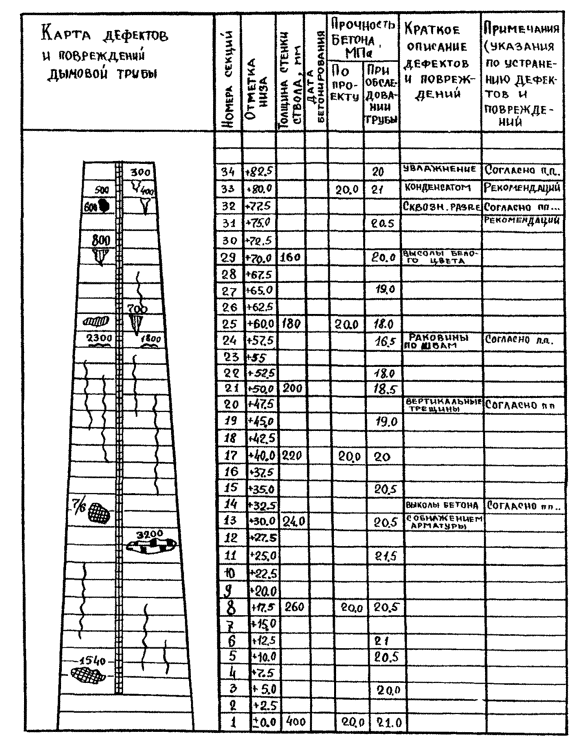 Карта дефектов
и повреждений
дымовой трубы
Номера секций
Отметка низа
Толщина стенки ствола, мм
Дата бетонирования
Прочность бетона, МПа
По проекту
При обследовании трубы
Краткое описание дефектов и повреждений
Примечания (указания по устранению дефектов и повреждений
300
500 400
600
800
700
2300 1800
7/6
3200
1540
34 +82,5 20 увлажнение Согласно п.п..
33 +80.0 20,0 21 конденсатом рекомендаций
32 +77,5 Сквозн. разре Согласно пп...
31 +75.0 20.5 рекомендаций
30 +72,5
29 +70,0 160 20.0 высолы белого цвета
28 +67,5
27 +65,0 19,0
26 +62,5
25 +60,0 180 20.0 18.0
24 +57,5 16,5 раковины по швам Согласно п.п.
23 +55
22 +52,5 18.0
21 +50,0 200 18.5
20 +47,5 вертикальные трещины Согласно пп
19 +45,0 19.0
18 +42,5
17 +40,0 220 20,0 20
16 +37,5
15 +35,0 20,5
14 +32,5 выколы бетона Согласно пп..
13 +30,0 240 20,5 с обнажением арматуры
12 +27,5
11 +25,0 21,5
10 +22,5
9 +20.0
8 +17,5 260 20,0 20,5
7 +15,0
6 +12,5 21
5 +10,0 20,5
4 +7,5
3 +5,0 20,0
2 +2,5
1 ±0,0 400 20,0 21.0